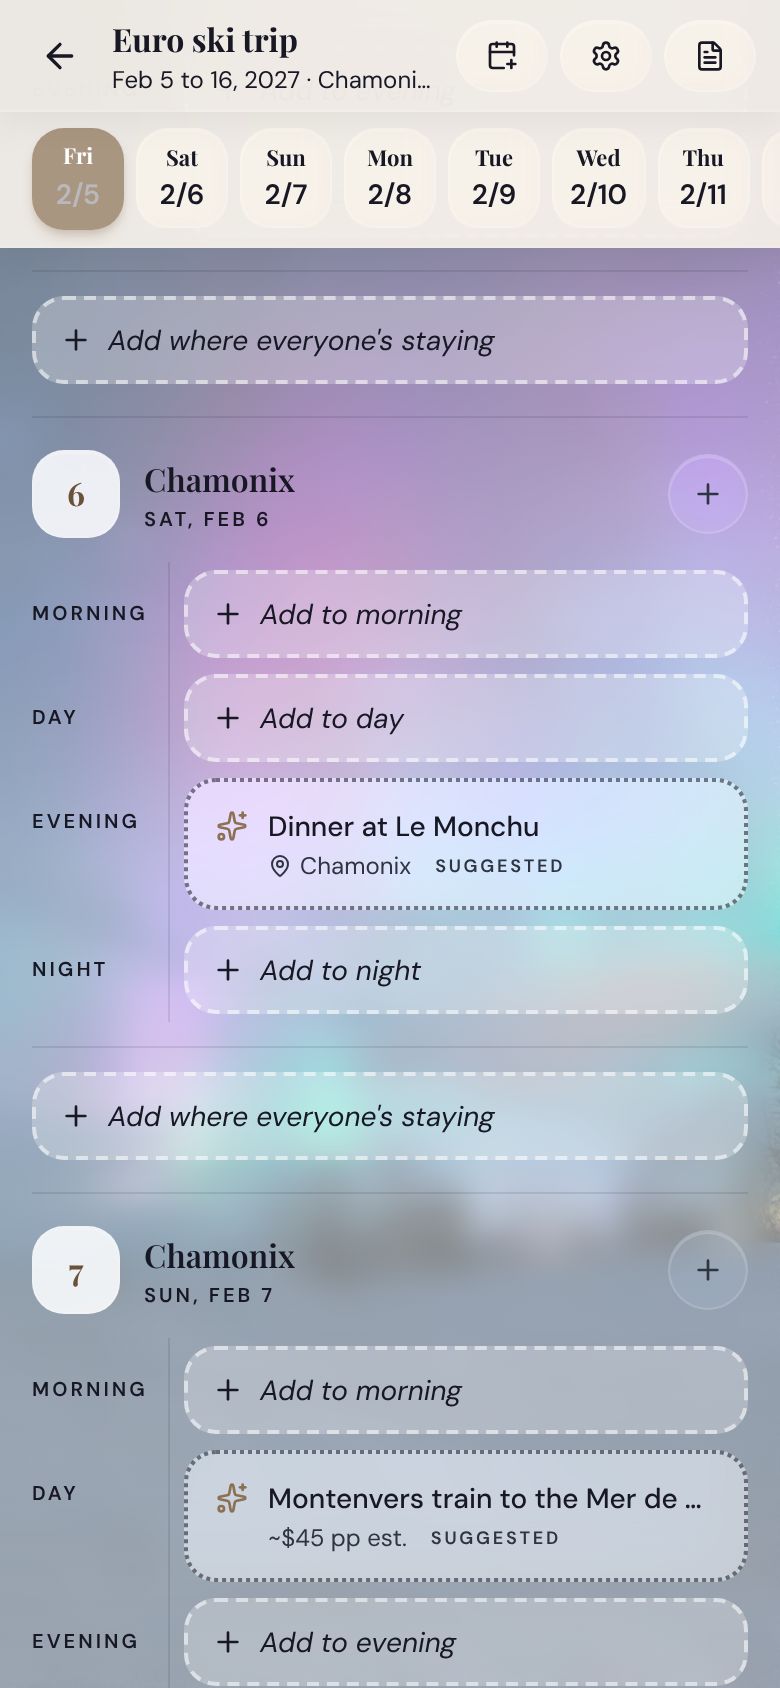 Euro ski trip
Feb 5 to 16, 2027 · Chamoni...
Fri
2/5
Sat
2/6
Sun
2/7
Mon
2/8
Tue
2/9
Wed
2/10
Thu
2/11
+ Add where everyone's staying
6
Chamonix
SAT, FEB 6
+
MORNING
+ Add to morning
DAY
+ Add to day
EVENING
Dinner at Le Monchu
Chamonix SUGGESTED
NIGHT
+ Add to night
+ Add where everyone's staying
7
Chamonix
SUN, FEB 7
+
MORNING
+ Add to morning
DAY
Montenvers train to the Mer de ...
~$45 pp est. SUGGESTED
EVENING
+ Add to evening